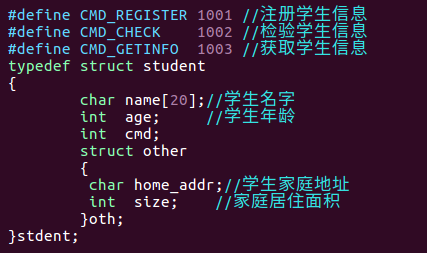 #define CMD_REGISTER 1001 //注册学生信息
#define CMD_CHECK    1002 //检验学生信息
#define CMD_GETINFO  1003 //获取学生信息
typedef struct student
{
        char name[20];//学生名字
        int  age;     //学生年龄
        int  cmd;
        struct other
        {
         char home_addr;//学生家庭地址
         int  size;    //家庭居住面积
        }oth;
}stdent;